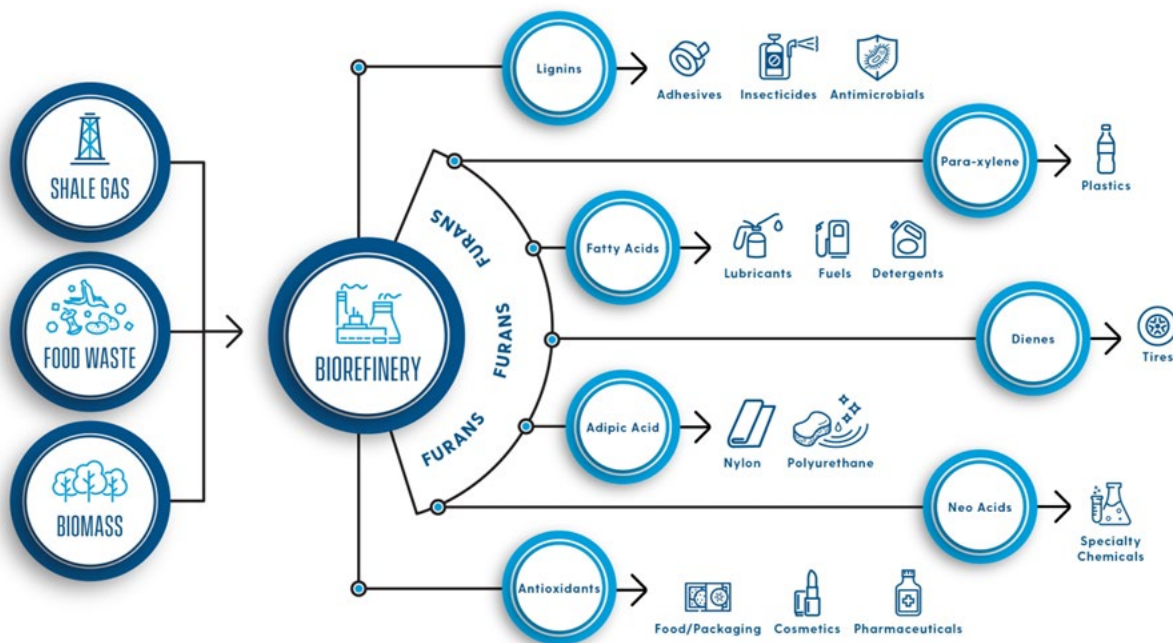 SHALE GAS
FOOD WASTE
BIOMASS
BIOREFINERY
FURANS
FURANS
FURANS
Lignins
Adhesives
Insecticides
Antimicrobials
Para-xylene
Plastics
Fatty Acids
Lubricants
Fuels
Detergents
Dienes
Tires
Adipic Acid
Nylon
Polyurethane
Neo Acids
Specialty
Chemicals
Antioxidants
Food/Packaging
Cosmetics
Pharmaceuticals